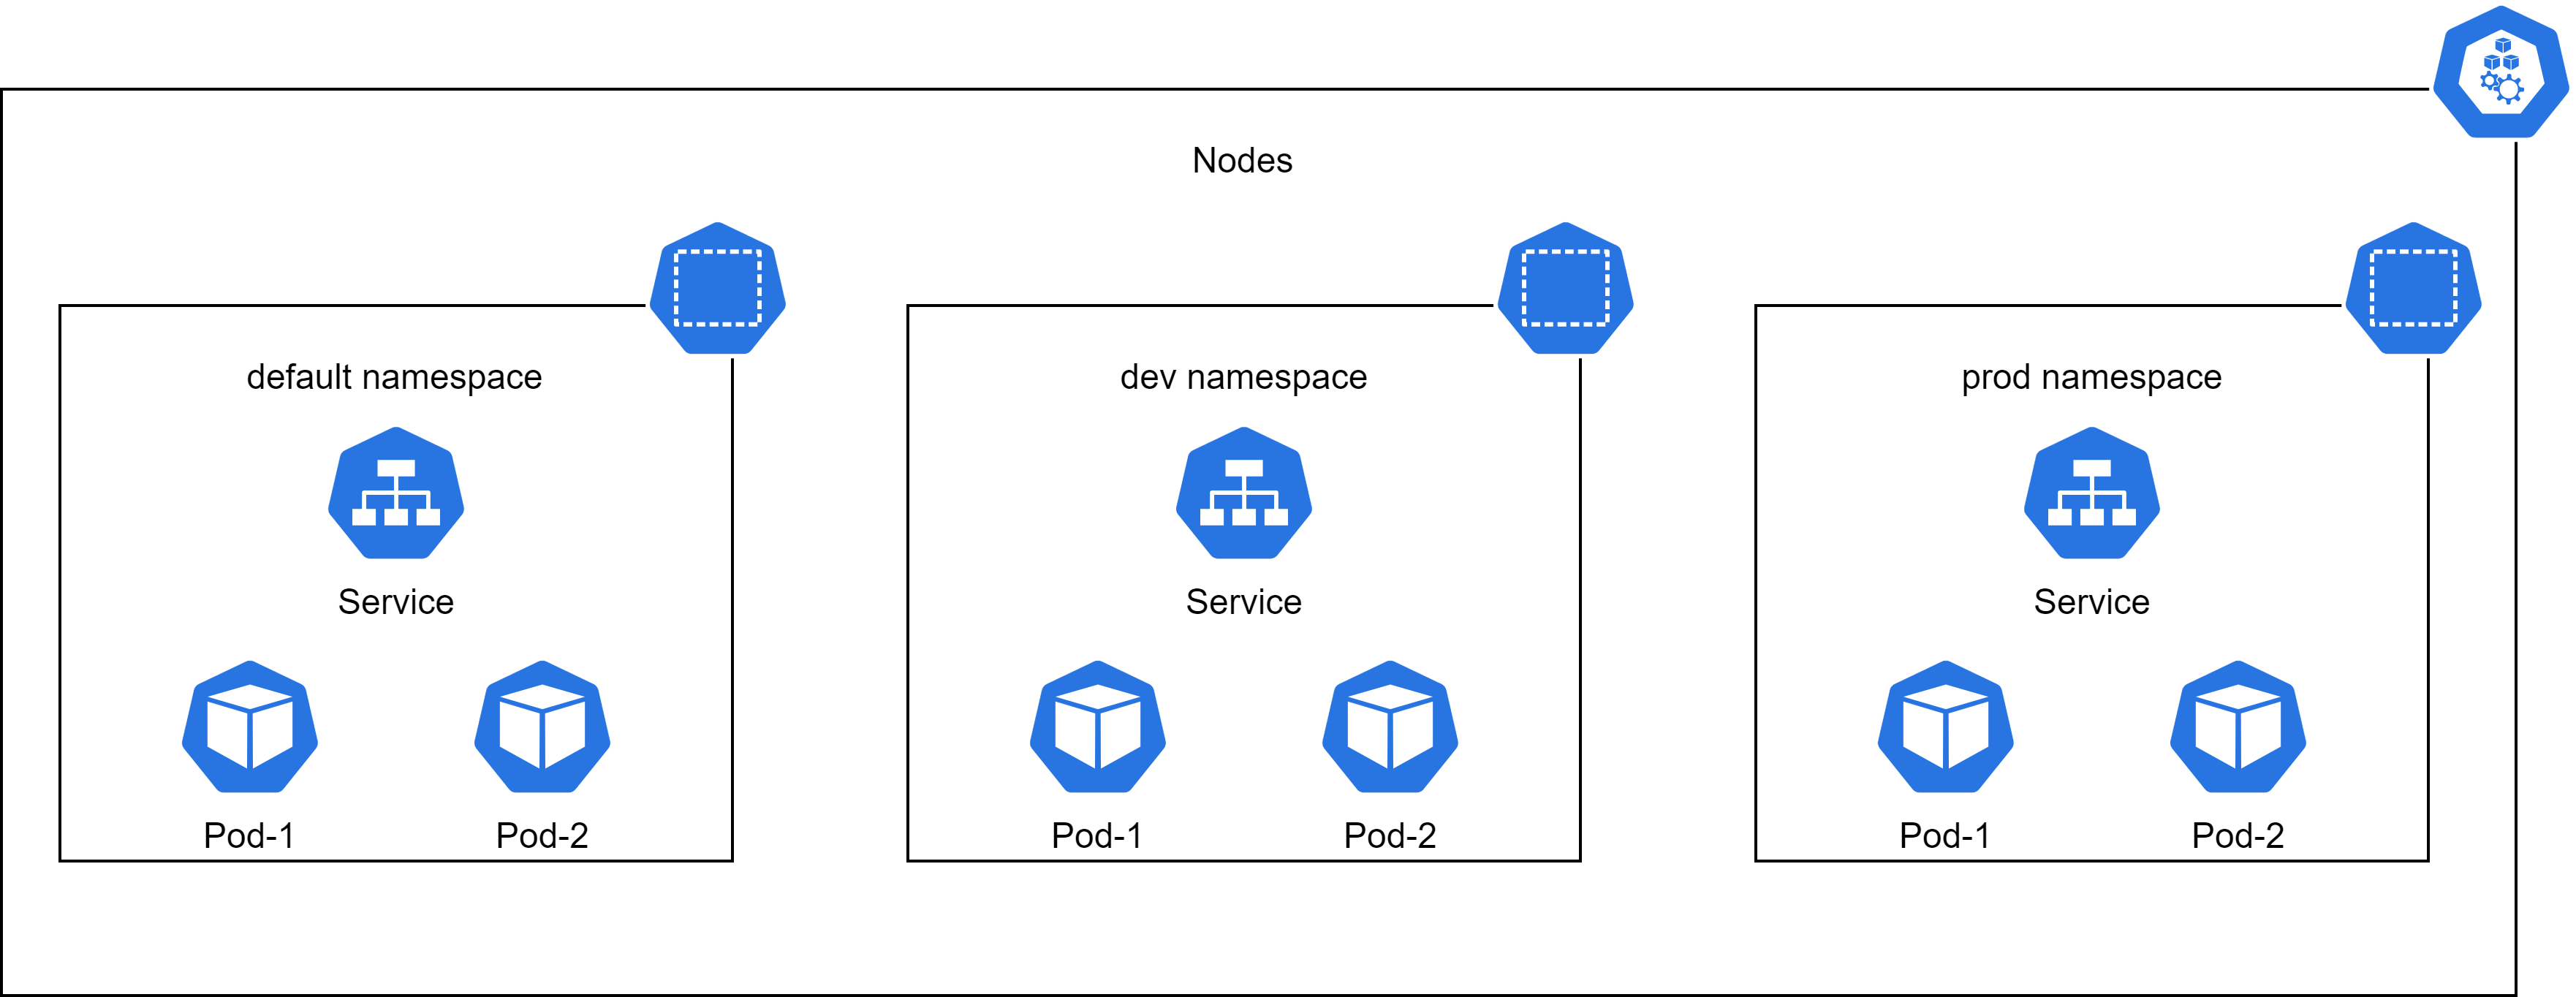 Nodes
default namespace
dev namespace
prod namespace
Service
Service
Service
Pod-1
Pod-2
Pod-1
Pod-2
Pod-1
Pod-2